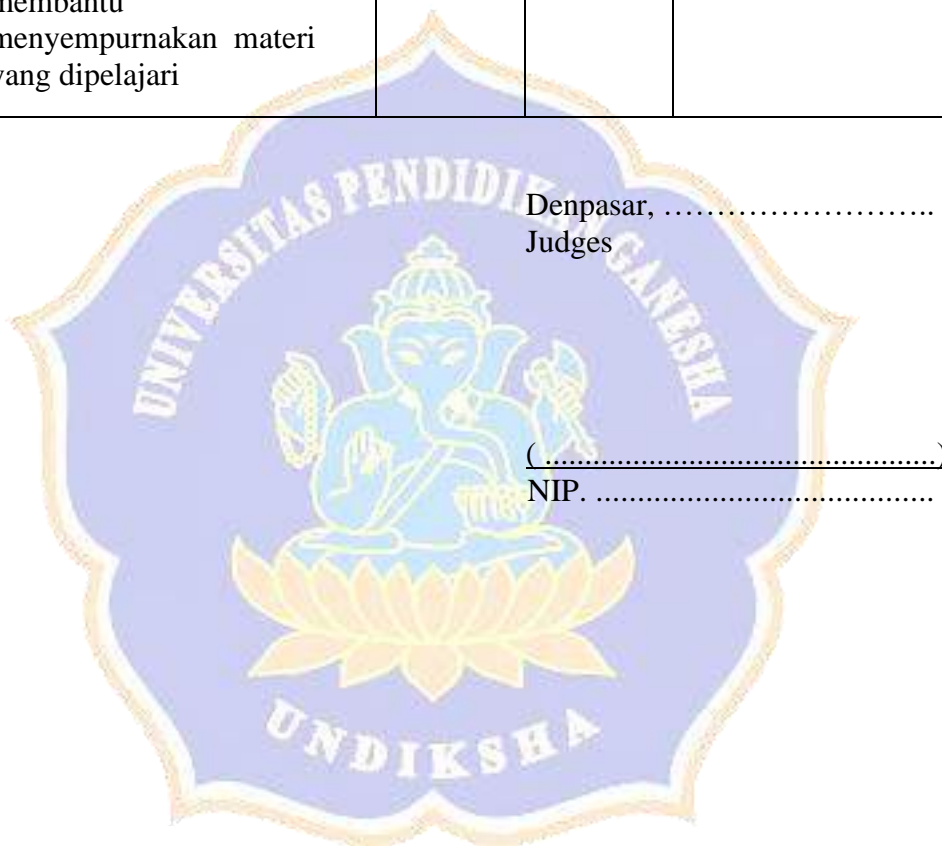 membantu
menyempurnakan materi
yang dipelajari
UNIVERSITAS PENDIDIKAN GANESHA
Denpasar, ……………………..
Judges
( ................................................)
NIP. .........................................
UNDIKSHA